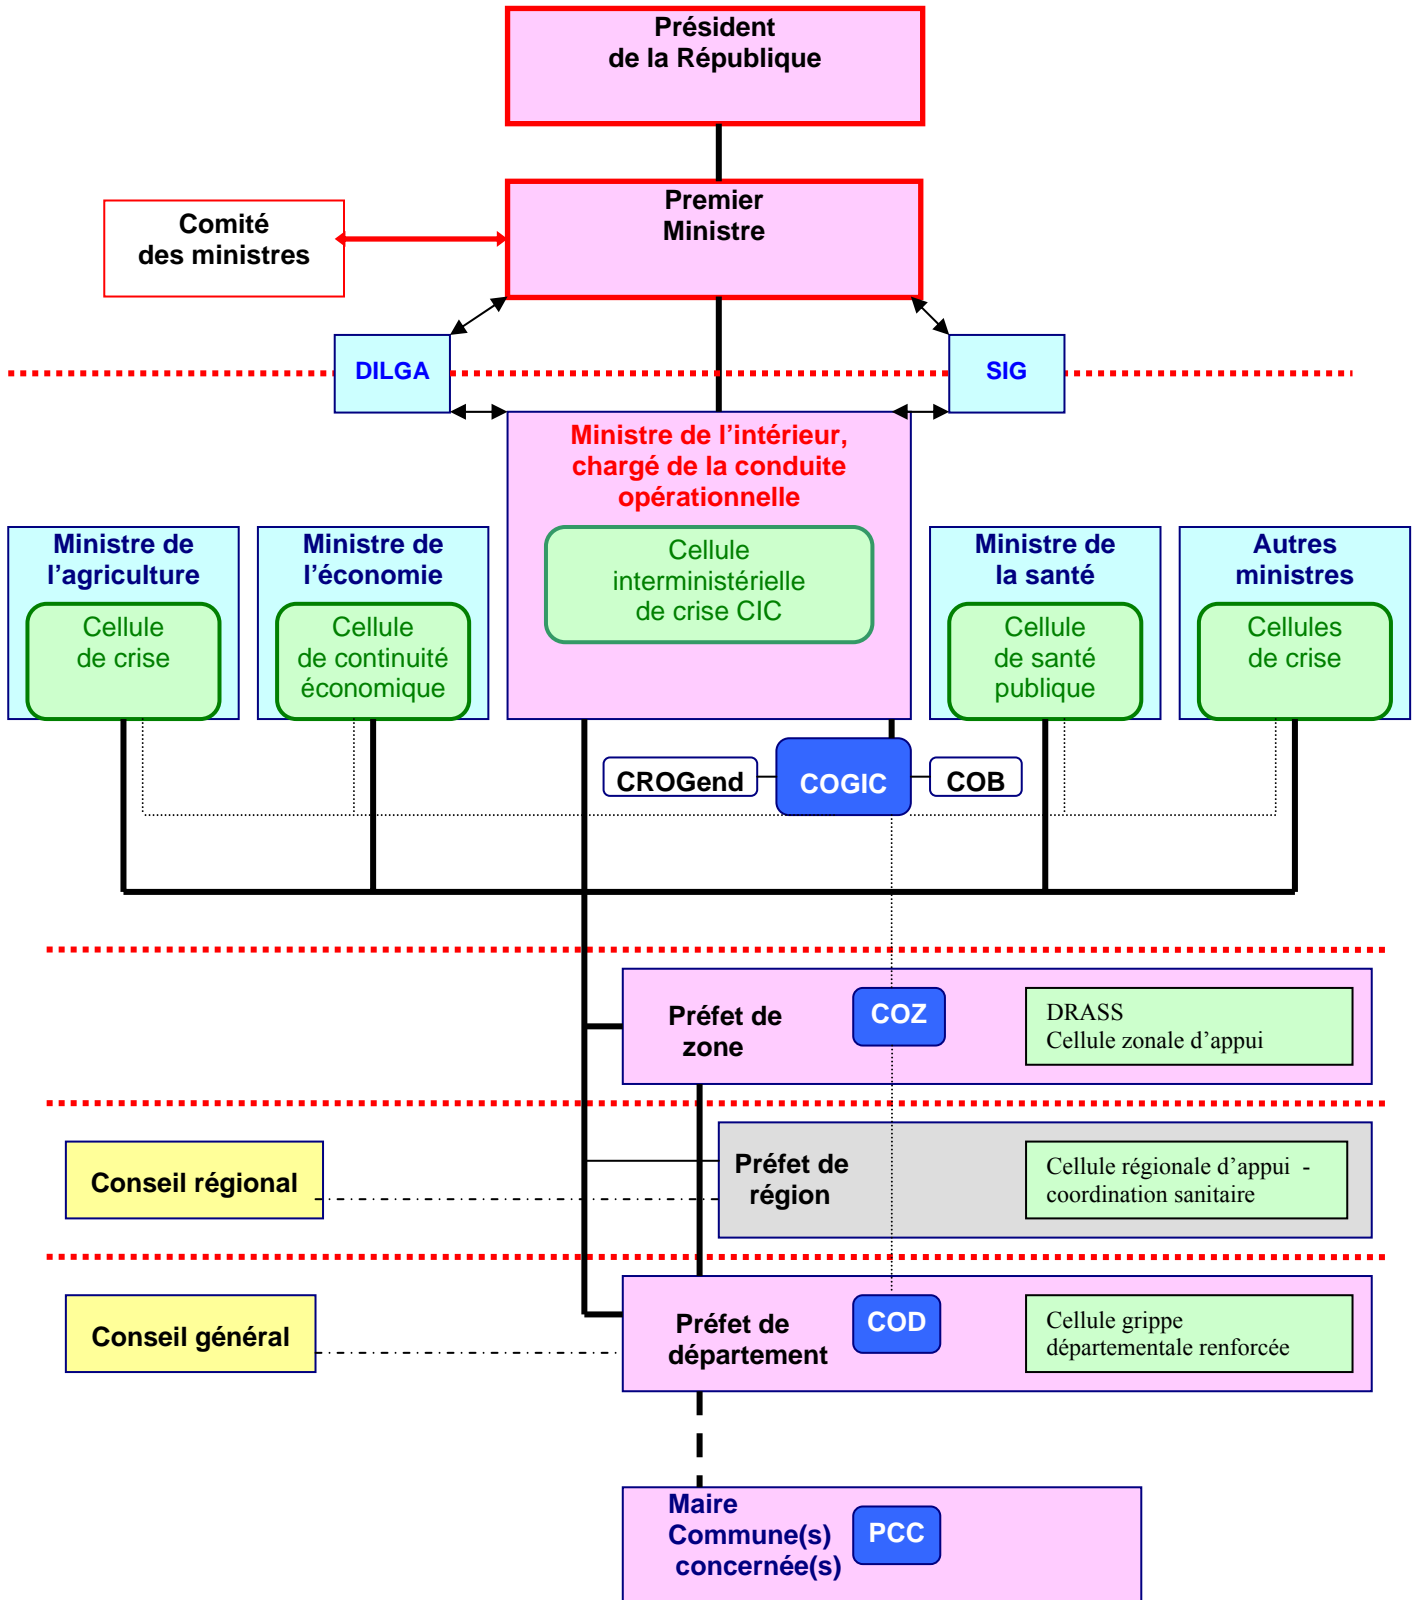 Président
de la République
Premier
Ministre
Comité
des ministres
DILGA
SIG
Ministre de l'intérieur,
chargé de la conduite
opérationnelle
Cellule
interministérielle
de crise CIC
Ministre de
l'agriculture
Cellule
de crise
Ministre de
l'économie
Cellule
de continuité
économique
Ministre de
la santé
Cellule
de santé
publique
Autres
ministres
Cellules
de crise
CROGend
COGIC
COB
Préfet de
zone
COZ
DRASS
Cellule zonale d'appui
Conseil régional
Préfet de
région
Cellule régionale d'appui -
coordination sanitaire
Conseil général
Préfet de
département
COD
Cellule grippe
départementale renforcée
Maire
Commune(s)
concernée(s)
PCC